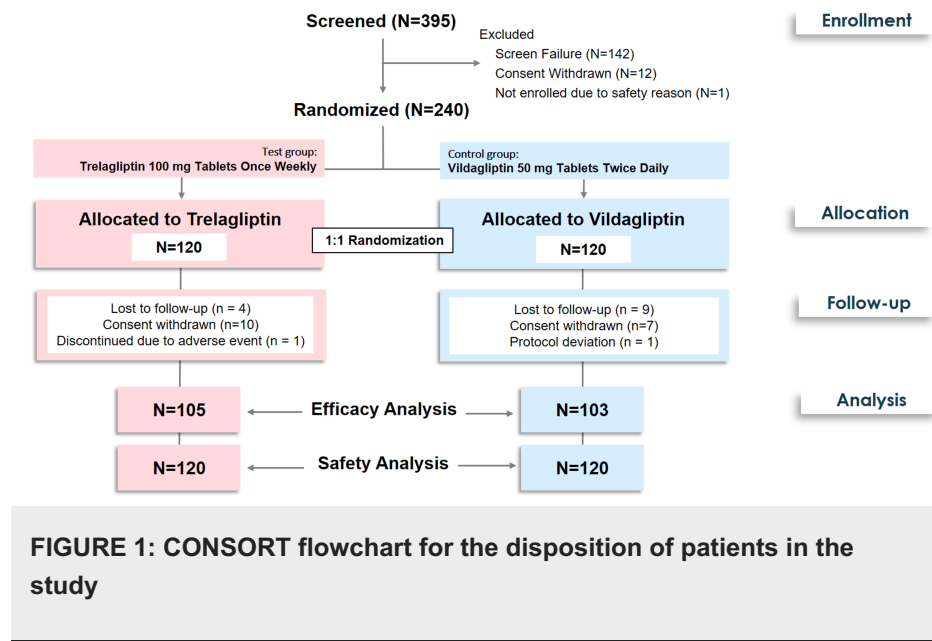 Screened (N=395)
Enrollment
Excluded
Screen Failure (N=142)
Consent Withdrawn (N=12)
Not enrolled due to safety reason (N=1)
Randomized (N=240)
Test group:
Trelagliptin 100 mg Tablets Once Weekly
Control group:
Vildagliptin 50 mg Tablets Twice Daily
Allocated to Trelagliptin
N=120
1:1 Randomization
Allocated to Vildagliptin
N=120
Allocation
Lost to follow-up (n = 4)
Consent withdrawn (n=10)
Discontinued due to adverse event (n = 1)
Lost to follow-up (n = 9)
Consent withdrawn (n=7)
Protocol deviation (n = 1)
Follow-up
N=105
Efficacy Analysis
N=103
Analysis
N=120
Safety Analysis
N=120
FIGURE 1: CONSORT flowchart for the disposition of patients in the
study